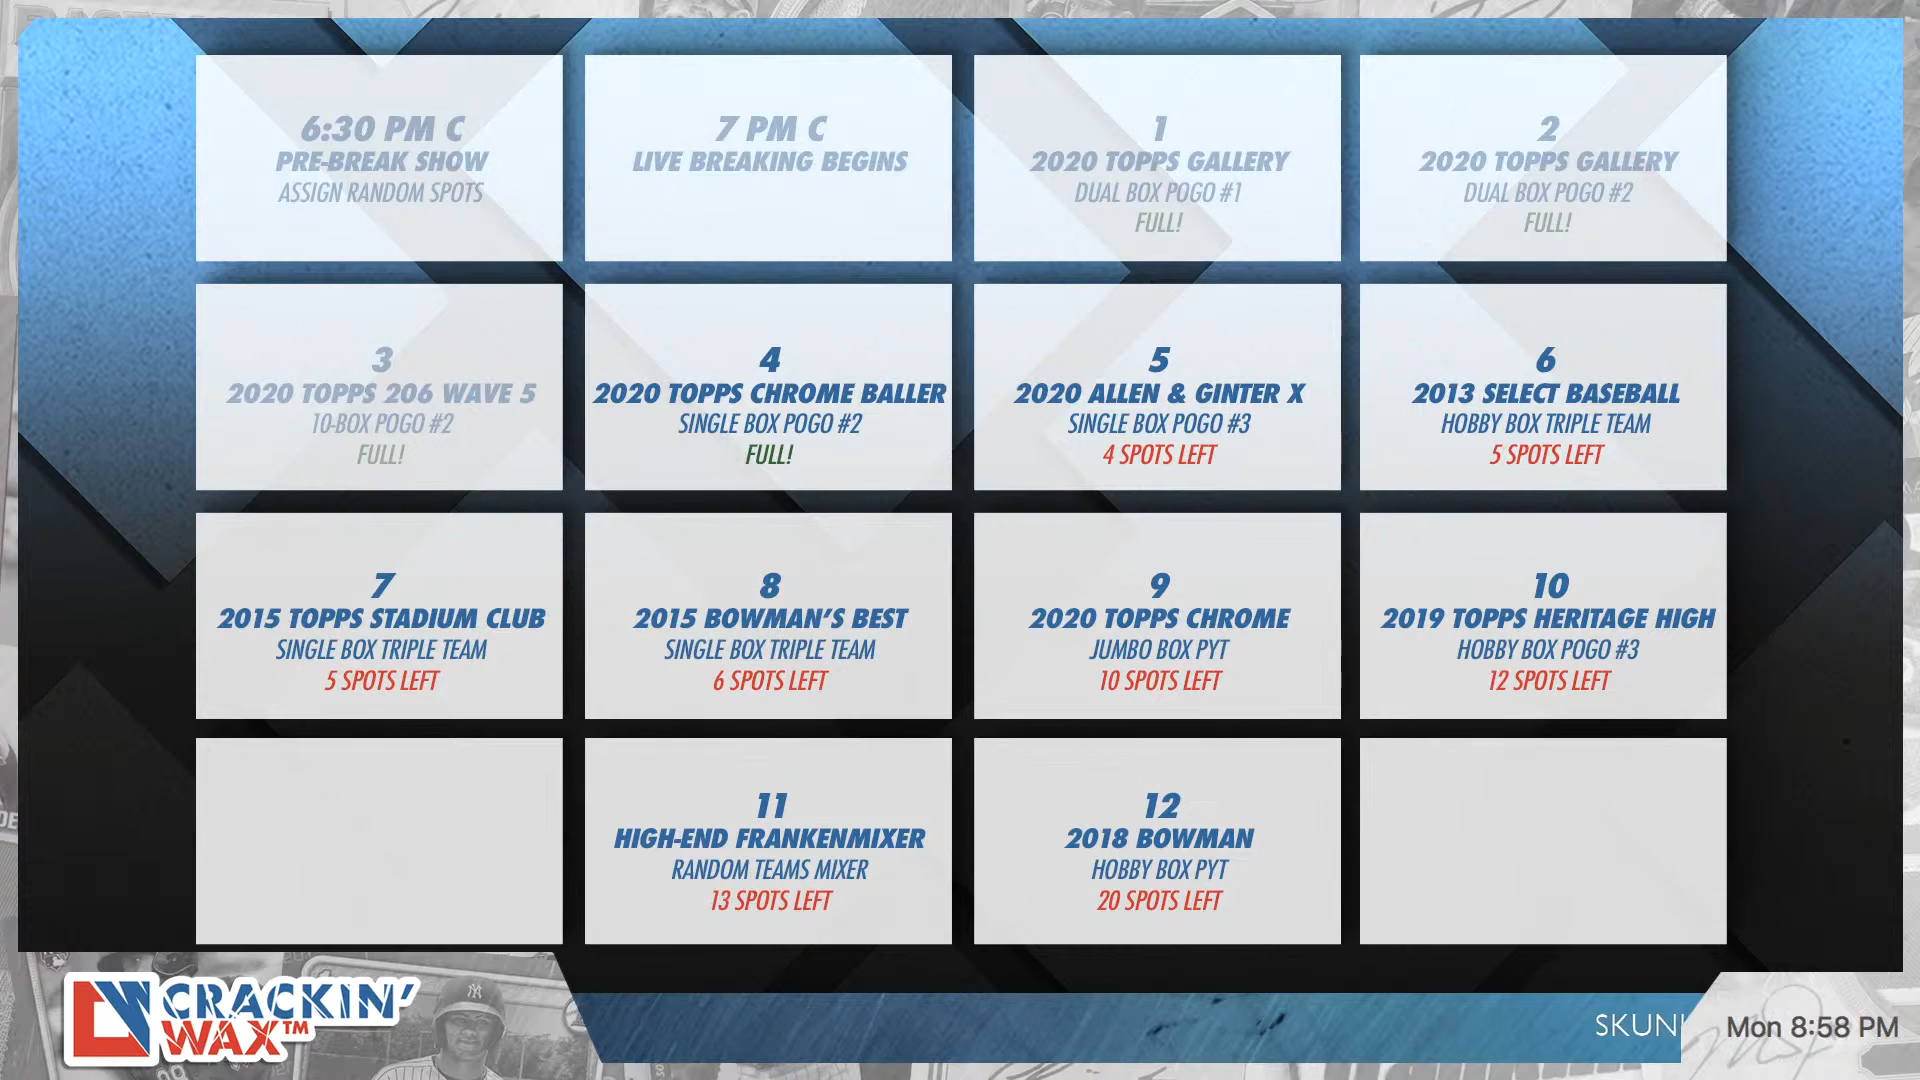 6:30 PM C
PRE-BREAK SHOW
ASSIGN RANDOM SPOTS
7 PM C
LIVE BREAKING BEGINS
1
2020 TOPPS GALLERY
DUAL BOX POGO #1
FULL!
2
2020 TOPPS GALLERY
DUAL BOX POGO #2
FULL!
3
2020 TOPPS 206 WAVE 5
10-BOX POGO #2
FULL!
4
2020 TOPPS CHROME BALLER
SINGLE BOX POGO #2
FULL!
5
2020 ALLEN & GINTER X
SINGLE BOX POGO #3
4 SPOTS LEFT
6
2013 SELECT BASEBALL
HOBBY BOX TRIPLE TEAM
5 SPOTS LEFT
7
2015 TOPPS STADIUM CLUB
SINGLE BOX TRIPLE TEAM
5 SPOTS LEFT
8
2015 BOWMAN'S BEST
SINGLE BOX TRIPLE TEAM
6 SPOTS LEFT
9
2020 TOPPS CHROME
JUMBO BOX PYT
10 SPOTS LEFT
10
2019 TOPPS HERITAGE HIGH
HOBBY BOX POGO #3
12 SPOTS LEFT
11
HIGH-END FRANKENMIXER
RANDOM TEAMS MIXER
13 SPOTS LEFT
12
2018 BOWMAN
HOBBY BOX PYT
20 SPOTS LEFT
CRACKIN'
WAX™
SKUN
Mon 8:58 PM